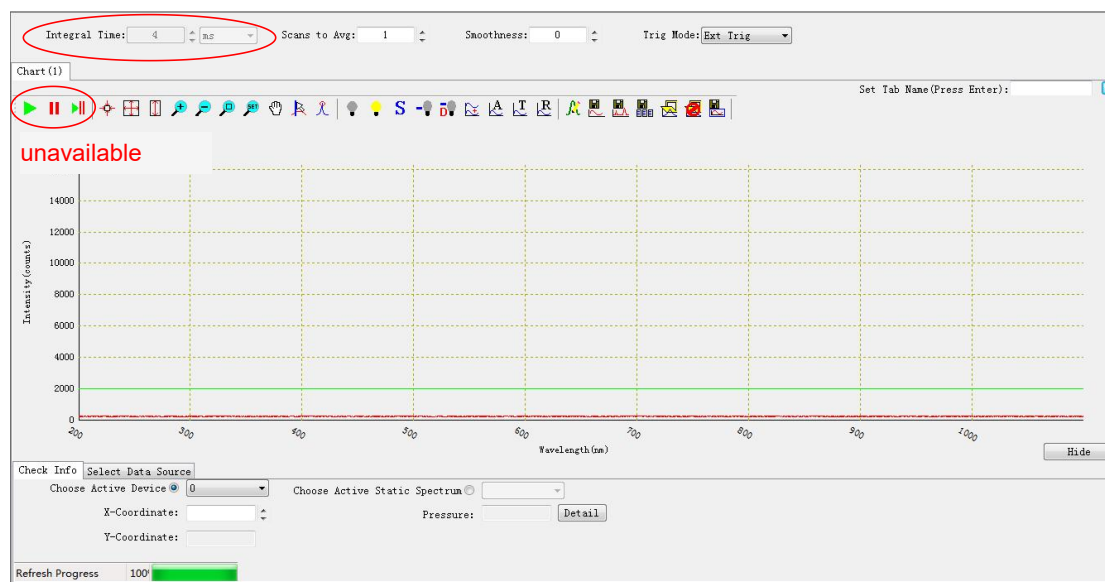 Integral Time: 4 ms Scans to Avg: 1 Smoothness: 0 Trig Mode: Ext Trig
Chart(1)
Set Tab Name(Press Enter):
SET S D A T R
unavailable
14000
12000
10000
8000
6000
4000
2000
0
Intensity(counts)
200 300 400 500 600 700 800 900 1000
Wavelength(nm)
Hide
Check Info Select Data Source
Choose Active Device 0 Choose Active Static Spectrum
X-Coordinate: Pressure: Detail
Y-Coordinate:
Refresh Progress 100